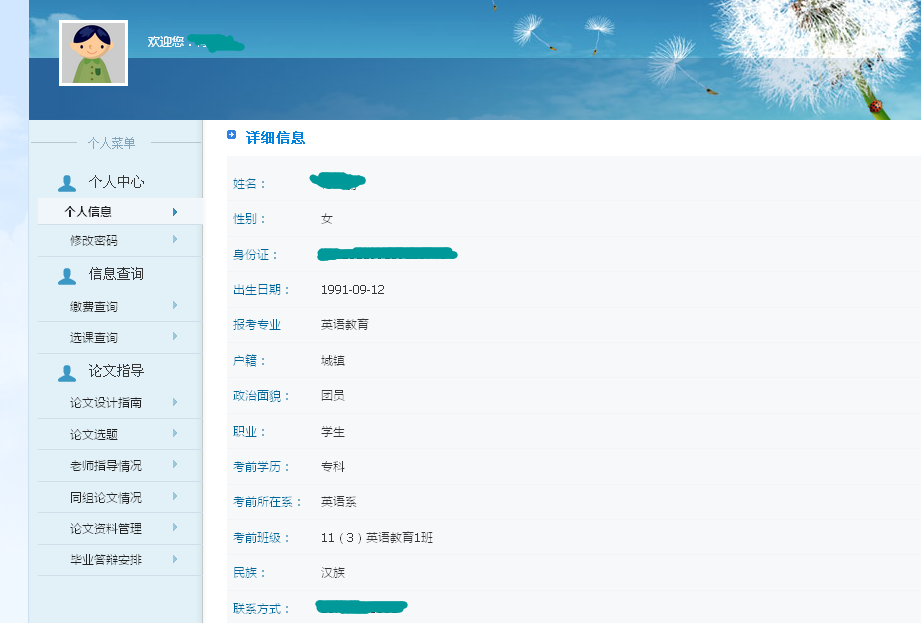 欢迎您：
个人菜单
个人中心
个人信息
修改密码
信息查询
缴费查询
选课查询
论文指导
论文设计指南
论文选题
老师指导情况
同组论文情况
论文资料管理
毕业答辩安排
详细信息
姓名：
性别： 女
身份证：
出生日期： 1991-09-12
报考专业 英语教育
户籍： 城镇
政治面貌： 团员
职业： 学生
考前学历： 专科
考前所在系： 英语系
考前班级： 11（3）英语教育1班
民族： 汉族
联系方式：